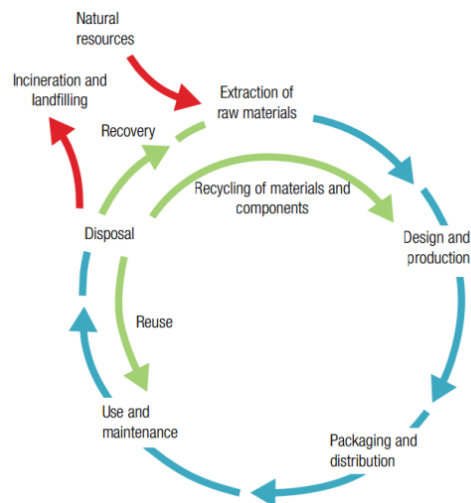 Natural
resources
Incineration and
landfilling
Extraction of
raw materials
Recovery
Recycling of materials and
components
Disposal
Design and
production
Reuse
Use and
maintenance
Packaging and
distribution